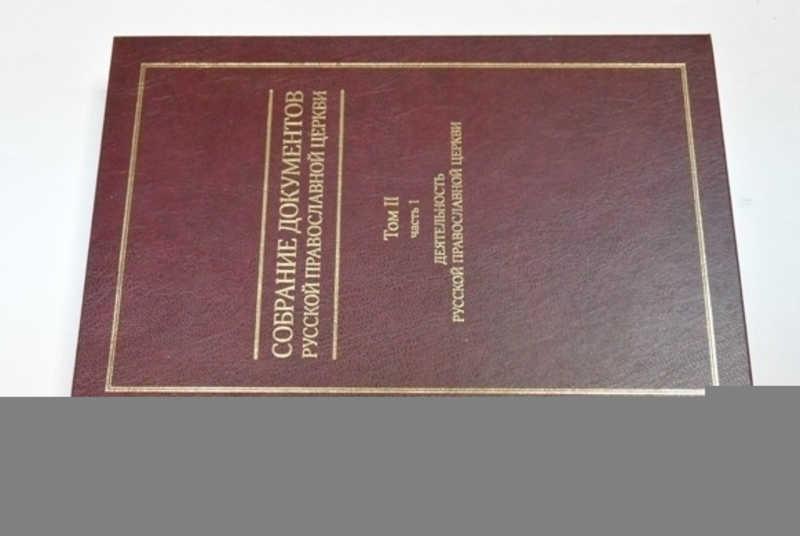 СОБРАНИЕ ДОКУМЕНТОВ
РУССКОЙ ПРАВОСЛАВНОЙ ЦЕРКВИ
Том II
часть 1
ДЕЯТЕЛЬНОСТЬ
РУССКОЙ ПРАВОСЛАВНОЙ ЦЕРКВИ